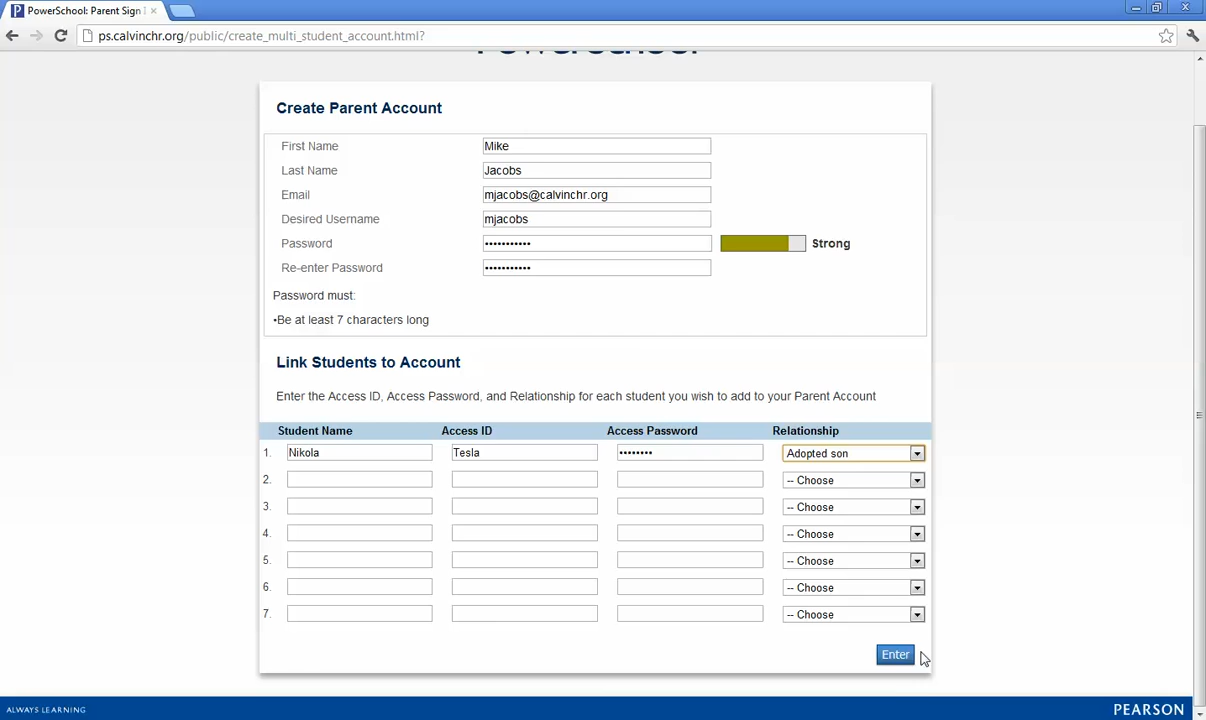 PowerSchool: Parent Sign
ps.calvinchr.org/public/create_multi_student_account.html?
PowerSchool
Create Parent Account
First Name Mike
Last Name Jacobs
Email mjacobs@calvinchr.org
Desired Username mjacobs
Password ••••••••••• Strong
Re-enter Password •••••••••••
Password must:
•Be at least 7 characters long
Link Students to Account
Enter the Access ID, Access Password, and Relationship for each student you wish to add to your Parent Account
Student Name Access ID Access Password Relationship
1. Nikola Tesla •••••••• Adopted son
2. -- Choose
3. -- Choose
4. -- Choose
5. -- Choose
6. -- Choose
7. -- Choose
Enter
ALWAYS LEARNING PEARSON